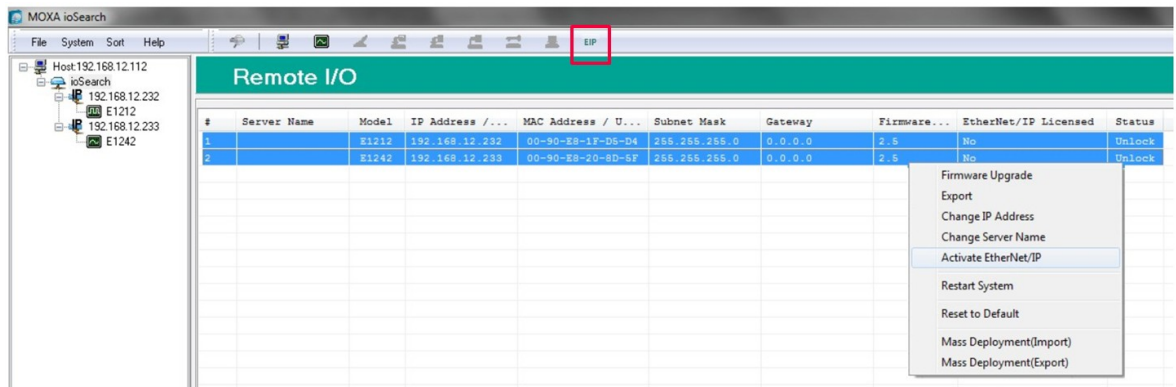 MOXA ioSearch
File System Sort Help EIP
Host:192.168.12.112
ioSearch
192.168.12.232
E1212
192.168.12.233
E1242
Remote I/O
# Server Name Model IP Address /... MAC Address / U... Subnet Mask Gateway Firmware... EtherNet/IP Licensed Status
1 E1212 192.168.12.232 00-90-E8-1F-D5-D4 255.255.255.0 0.0.0.0 2.5 No Unlock
2 E1242 192.168.12.233 00-90-E8-20-8D-5F 255.255.255.0 0.0.0.0 2.5 No Unlock
Firmware Upgrade
Export
Change IP Address
Change Server Name
Activate EtherNet/IP
Restart System
Reset to Default
Mass Deployment(Import)
Mass Deployment(Export)